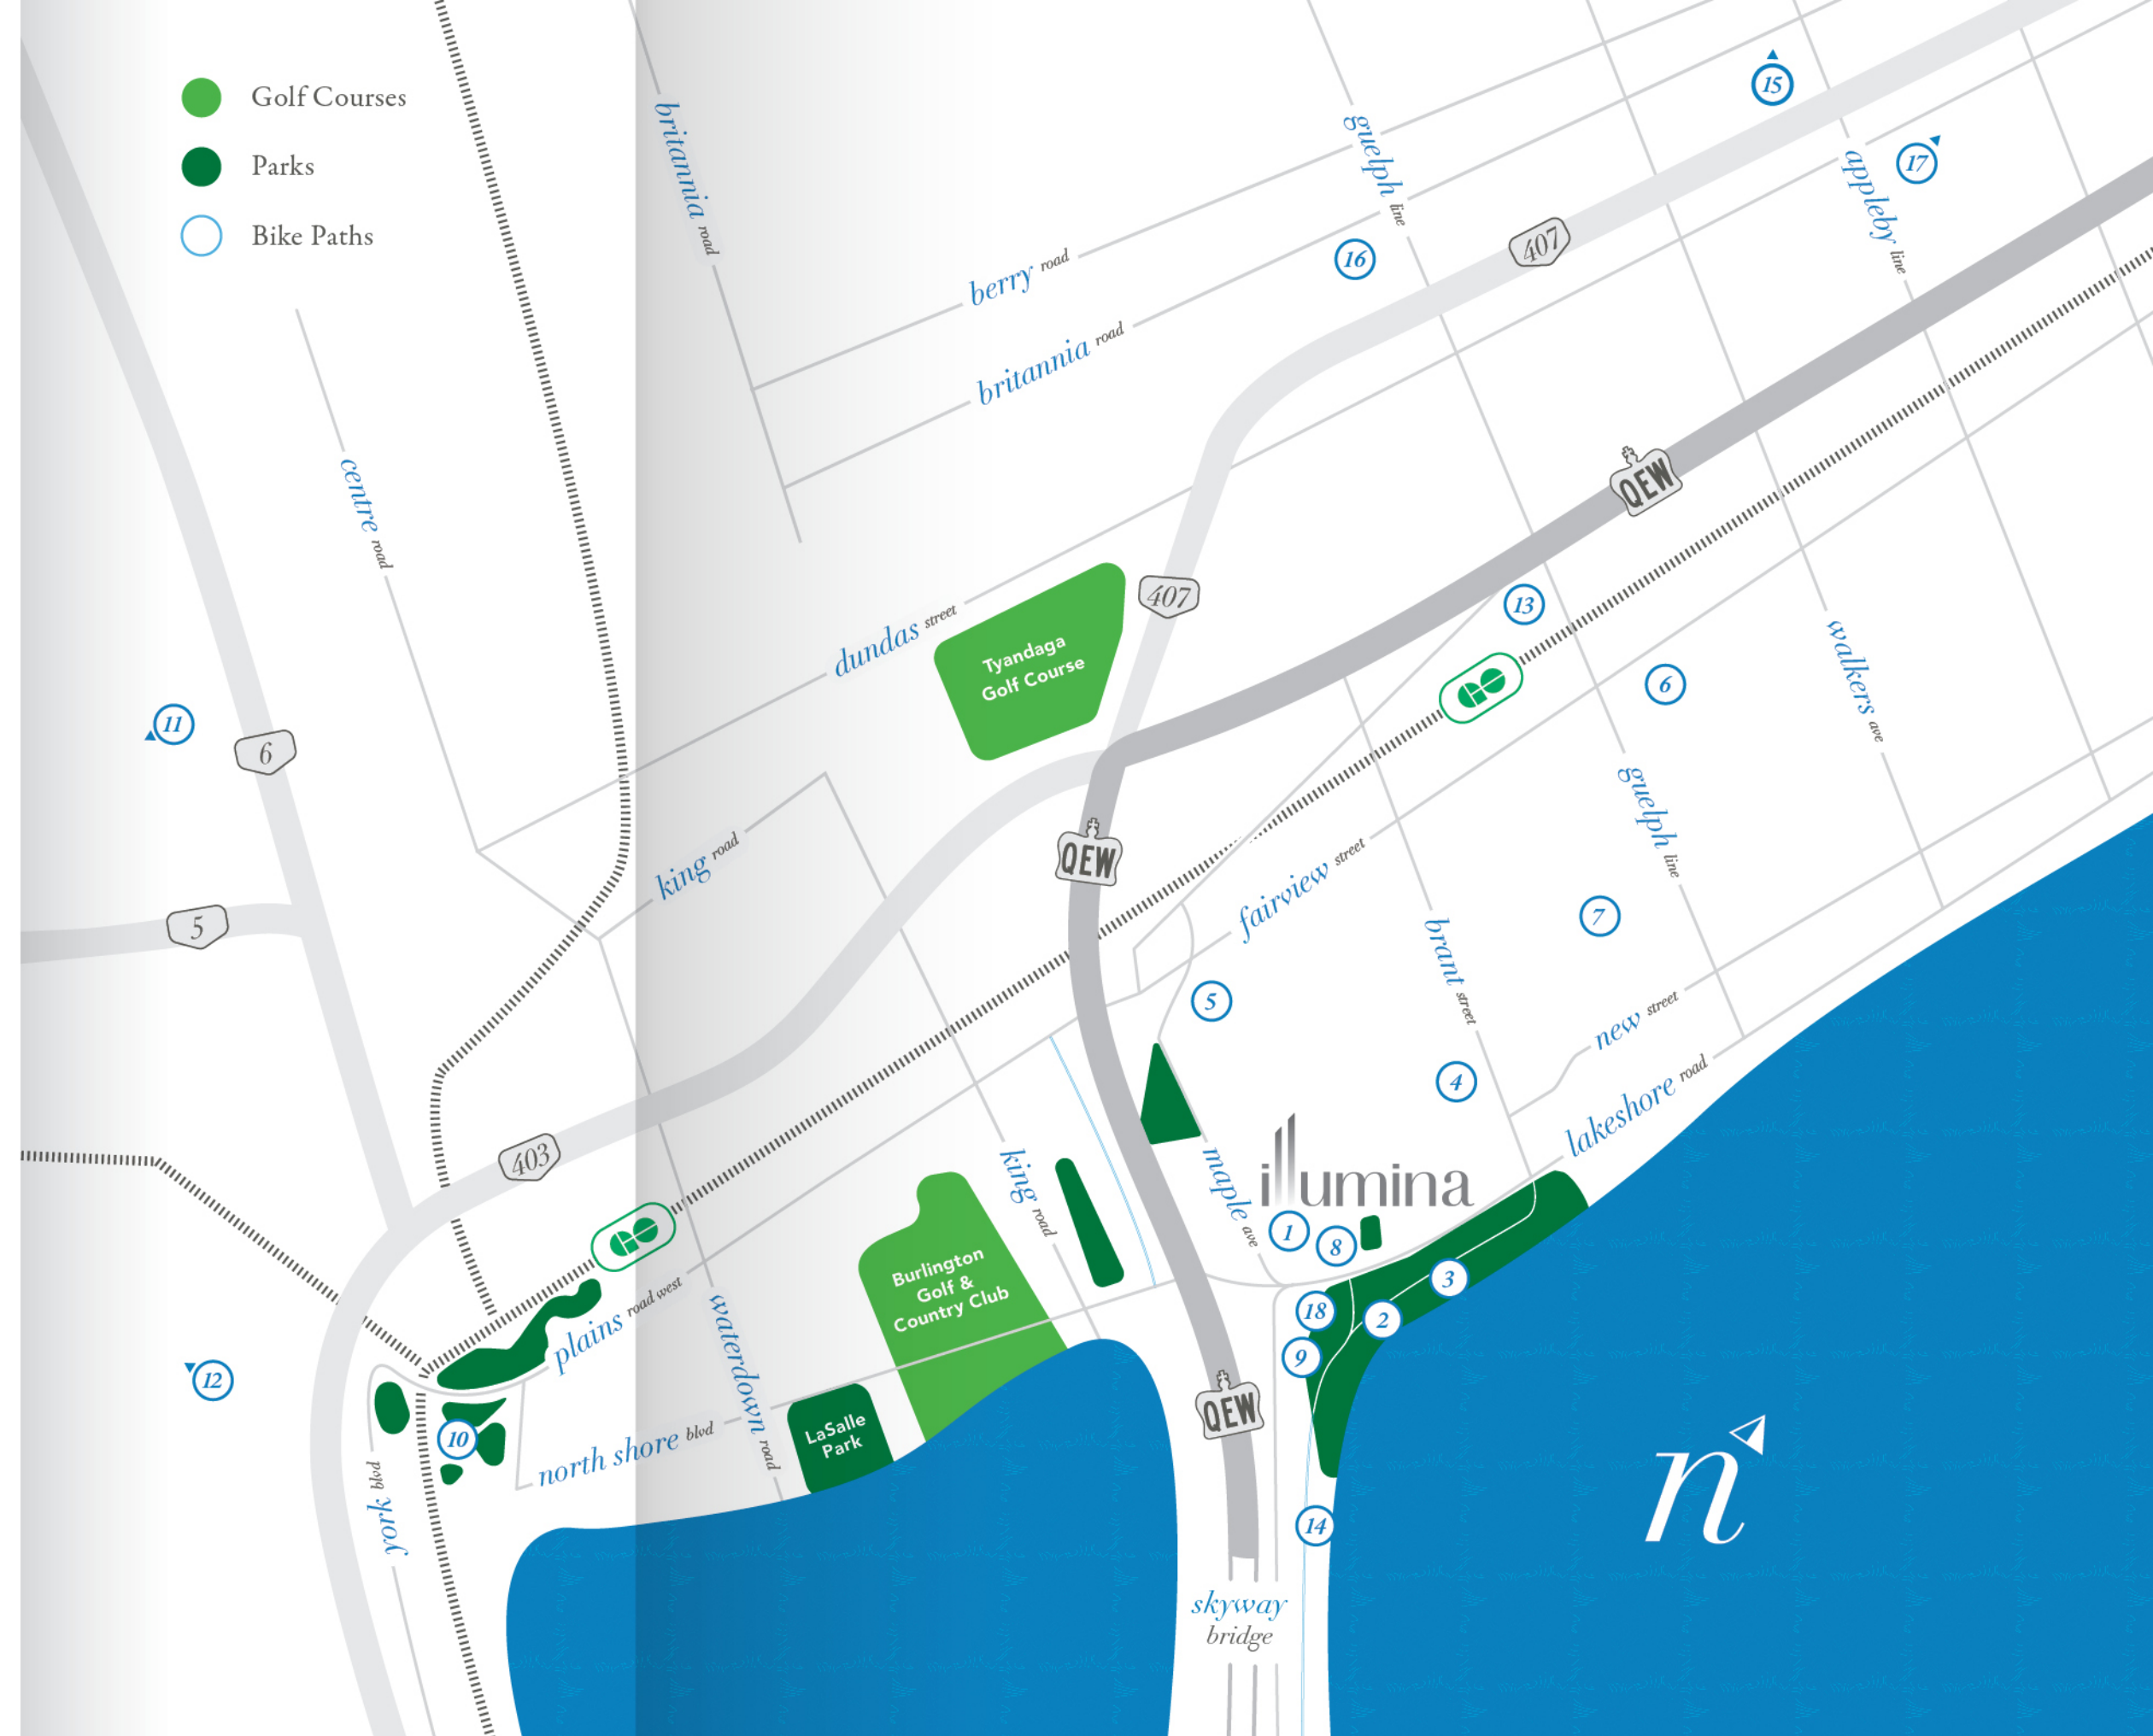 Golf Courses
Parks
Bike Paths
britannia road
guelph line
15
17
appleby line
16
407
berry road
britannia road
centre road
QEW
407
13
dundas street
Tyandaga
Golf Course
GO
6
walkers ave
11
6
guelph line
king road
QEW
fairview street
5
7
brant street
5
new street
4
lakeshore road
403
illumina
king road
maple ave
1
8
GO
Burlington
Golf &
Country Club
3
18
2
plains road west
waterdown road
9
12
QEW
LaSalle
Park
10
north shore blvd
york blvd
14
n
skyway
bridge